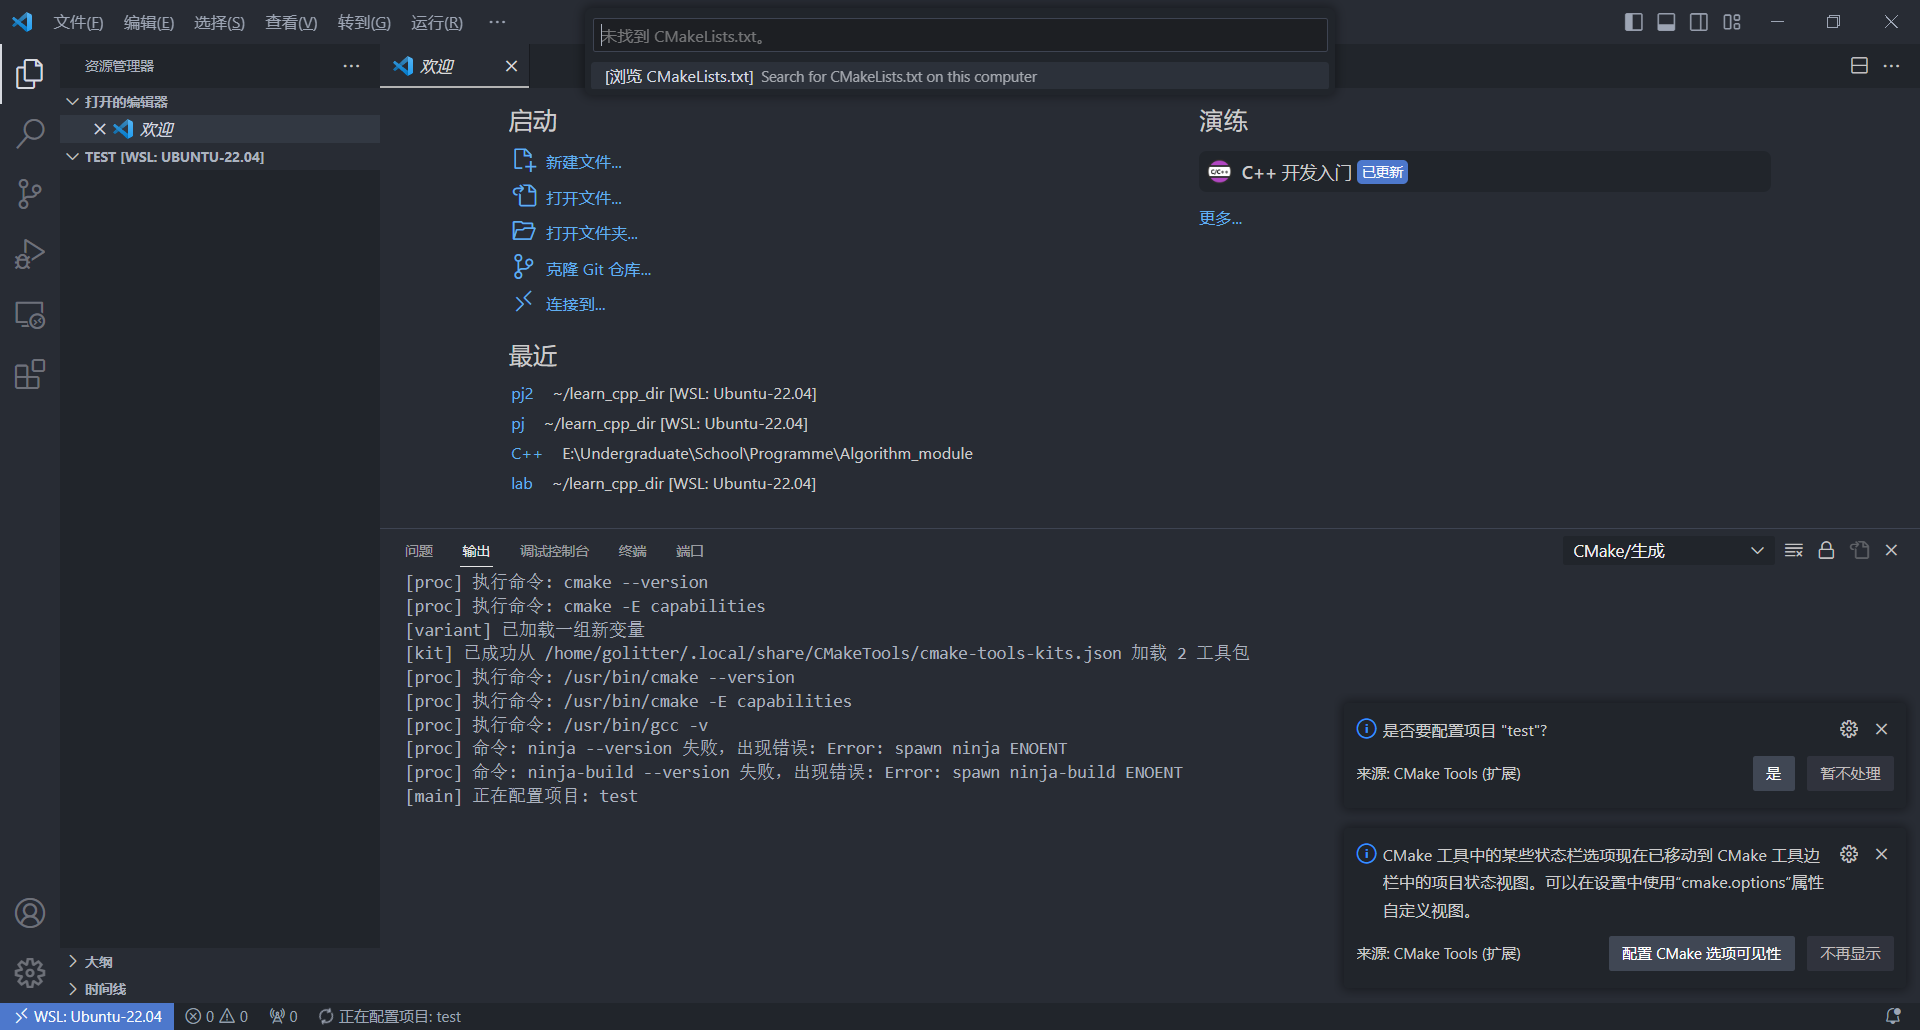 文件(F) 编辑(E) 选择(S) 查看(V) 转到(G) 运行(R) ···
未找到 CMakeLists.txt。
[浏览 CMakeLists.txt] Search for CMakeLists.txt on this computer
资源管理器
欢迎
打开的编辑器
欢迎
TEST [WSL: UBUNTU-22.04]
启动
新建文件...
打开文件...
打开文件夹...
克隆 Git 仓库...
连接到...
最近
pj2 ~/learn_cpp_dir [WSL: Ubuntu-22.04]
pj ~/learn_cpp_dir [WSL: Ubuntu-22.04]
C++ E:\Undergraduate\School\Programme\Algorithm_module
lab ~/learn_cpp_dir [WSL: Ubuntu-22.04]
演练
C/C++ C++ 开发入门 已更新
更多...
问题 输出 调试控制台 终端 端口
CMake/生成
[proc] 执行命令: cmake --version
[proc] 执行命令: cmake -E capabilities
[variant] 已加载一组新变量
[kit] 已成功从 /home/golitter/.local/share/CMakeTools/cmake-tools-kits.json 加载 2 工具包
[proc] 执行命令: /usr/bin/cmake --version
[proc] 执行命令: /usr/bin/cmake -E capabilities
[proc] 执行命令: /usr/bin/gcc -v
[proc] 命令: ninja --version 失败，出现错误: Error: spawn ninja ENOENT
[proc] 命令: ninja-build --version 失败，出现错误: Error: spawn ninja-build ENOENT
[main] 正在配置项目: test
是否要配置项目 "test"?
来源: CMake Tools (扩展)
是
暂不处理
CMake 工具中的某些状态栏选项现在已移动到 CMake 工具边
栏中的项目状态视图。可以在设置中使用“cmake.options”属性
自定义视图。
来源: CMake Tools (扩展)
配置 CMake 选项可见性
不再显示
大纲
时间线
WSL: Ubuntu-22.04 0 0 0 正在配置项目: test